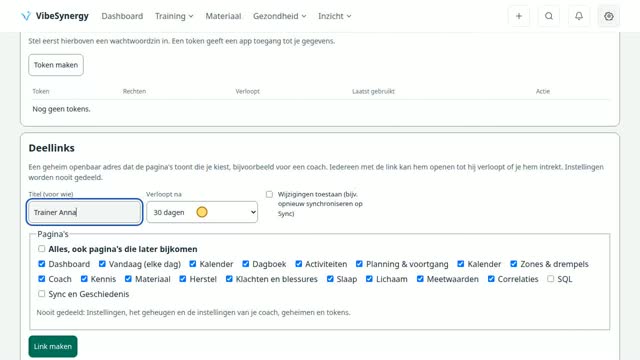 VibeSynergy Dashboard Training Materiaal Gezondheid Inzicht
Stel eerst hierboven een wachtwoordzin in. Een token geeft een app toegang tot je gegevens.
Token maken
Token Rechten Verloopt Laatst gebruikt Actie
Nog geen tokens.
Deellinks
Een geheim openbaar adres dat de pagina's toont die je kiest, bijvoorbeeld voor een coach. Iedereen met de link kan hem openen tot hij verloopt of je hem intrekt. Instellingen
worden nooit gedeeld.
Titel (voor wie) Verloopt na
Trainer Anna 30 dagen
Wijzigingen toestaan (bijv.
opnieuw synchroniseren op
Sync)
Pagina's
Alles, ook pagina's die later bijkomen
Dashboard Vandaag (elke dag) Kalender Dagboek Activiteiten Planning & voortgang Kalender Zones & drempels
Coach Kennis Materiaal Herstel Klachten en blessures Slaap Lichaam Meetwaarden Correlaties SQL
Sync en Geschiedenis
Nooit gedeeld: Instellingen, het geheugen en de instellingen van je coach, geheimen en tokens.
Link maken